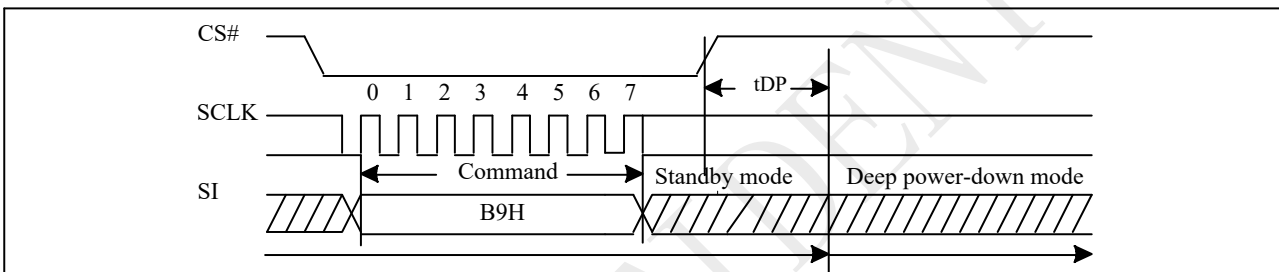 CS#
tDP
0 1 2 3 4 5 6 7
SCLK
Command
Standby mode
Deep power-down mode
SI
B9H